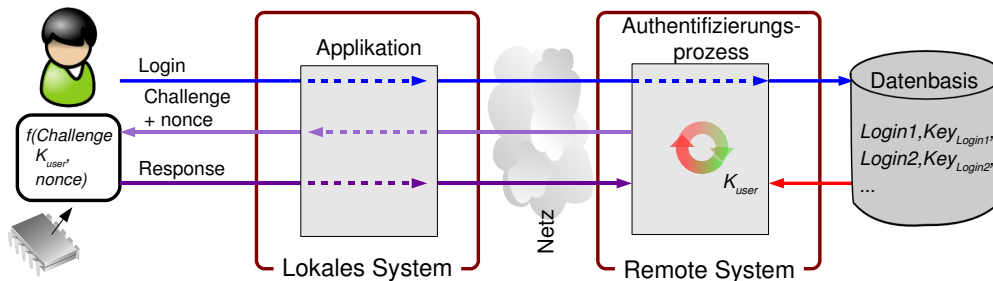 Login
Challenge
+ nonce
Response
f(Challenge
K_user,
nonce)
Applikation
Lokales System
Netz
Authentifizierungs-
prozess
K_user
Remote System
Datenbasis
Login1,Key_Login1,
Login2,Key_Login2,
...